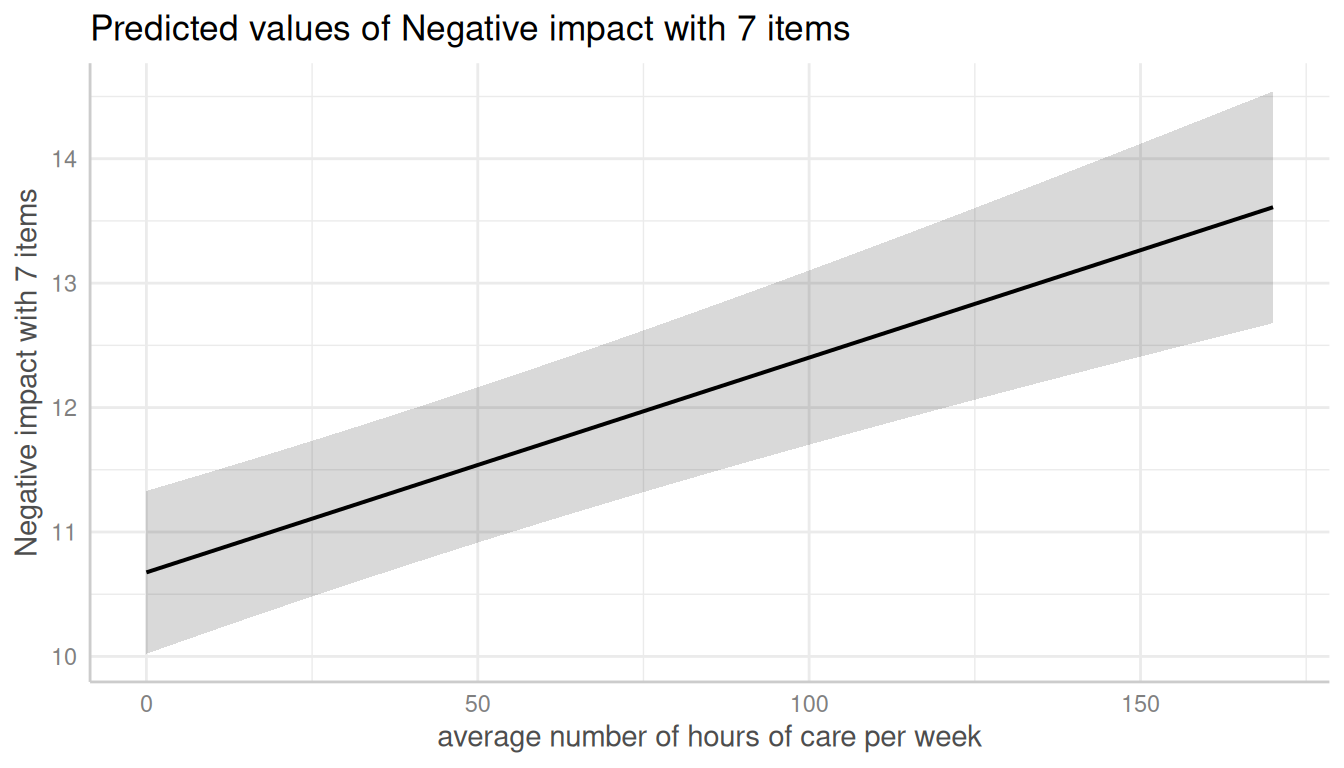 Predicted values of Negative impact with 7 items
Negative impact with 7 items
14
13
12
11
10
0 50 100 150
average number of hours of care per week